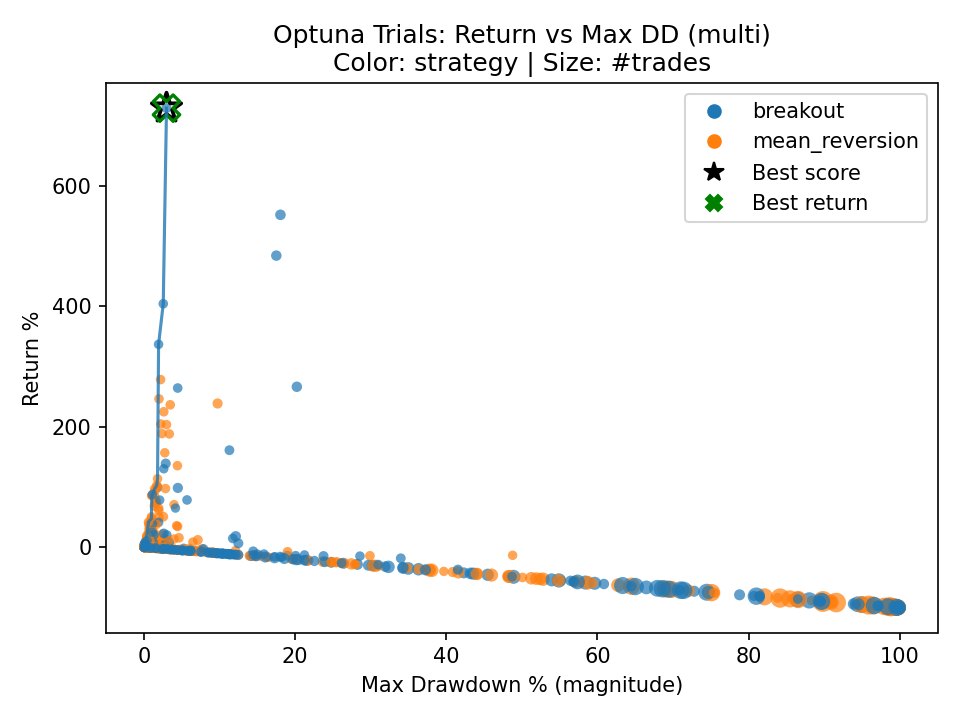 Optuna Trials: Return vs Max DD (multi)
Color: strategy | Size: #trades
breakout
mean_reversion
Best score
Best return
600
400
200
0
Return %
0 20 40 60 80 100
Max Drawdown % (magnitude)